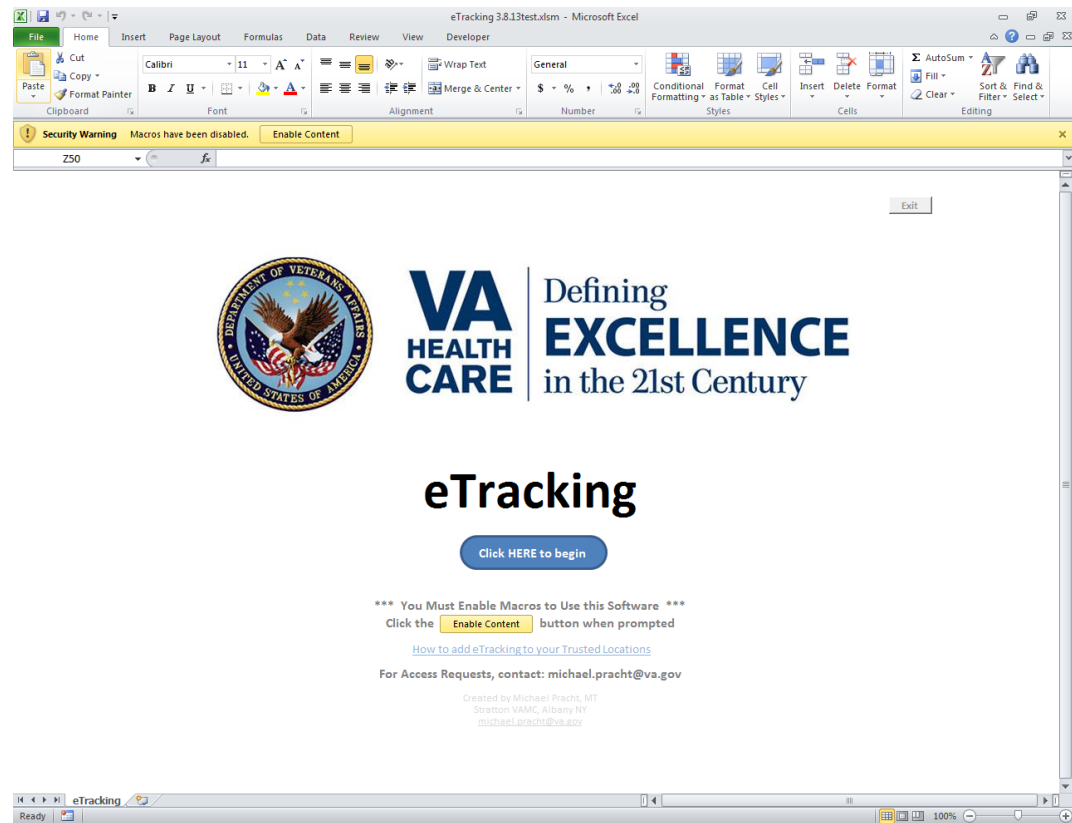 eTracking 3.8.13test.xlsm - Microsoft Excel
File Home Insert Page Layout Formulas Data Review View Developer
Cut
Copy
Format Painter
Paste
Clipboard
Calibri 11 A A
B I U A
Font
Wrap Text
Merge & Center
Alignment
General
$ % , .0 .00 .00 .0
Number
Conditional Formatting
Format as Table
Cell Styles
Styles
Insert Delete Format
Cells
Σ AutoSum
Fill
Clear
Sort & Filter
Find & Select
Editing
Security Warning Macros have been disabled. Enable Content
Z50 fx
Exit
DEPARTMENT OF VETERANS AFFAIRS
UNITED STATES OF AMERICA
VA
HEALTH
CARE
Defining
EXCELLENCE
in the 21st Century
eTracking
Click HERE to begin
*** You Must Enable Macros to Use this Software ***
Click the Enable Content button when prompted
How to add eTracking to your Trusted Locations
For Access Requests, contact: michael.pracht@va.gov
Created by Michael Pracht, MT
Stratton VAMC, Albany NY
michael.pracht@va.gov
eTracking
Ready 100%